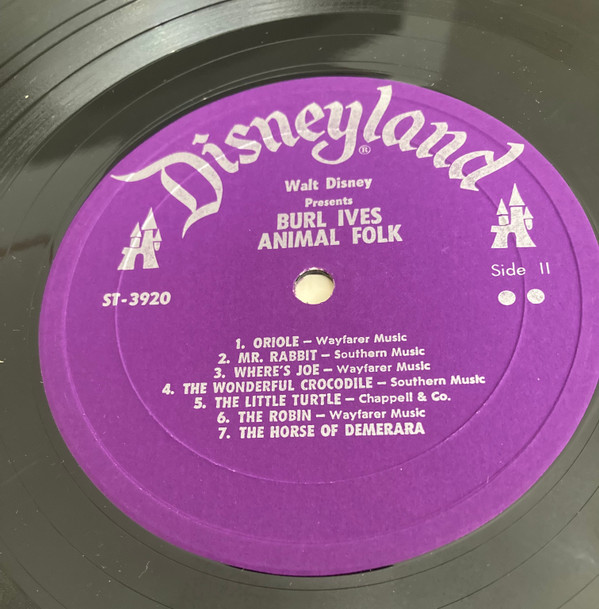 Disneyland
®
Walt Disney
Presents
BURL IVES
ANIMAL FOLK
ST-3920
Side II
1. ORIOLE – Wayfarer Music
2. MR. RABBIT – Southern Music
3. WHERE'S JOE – Wayfarer Music
4. THE WONDERFUL CROCODILE – Southern Music
5. THE LITTLE TURTLE – Chappell & Co.
6. THE ROBIN – Wayfarer Music
7. THE HORSE OF DEMERARA